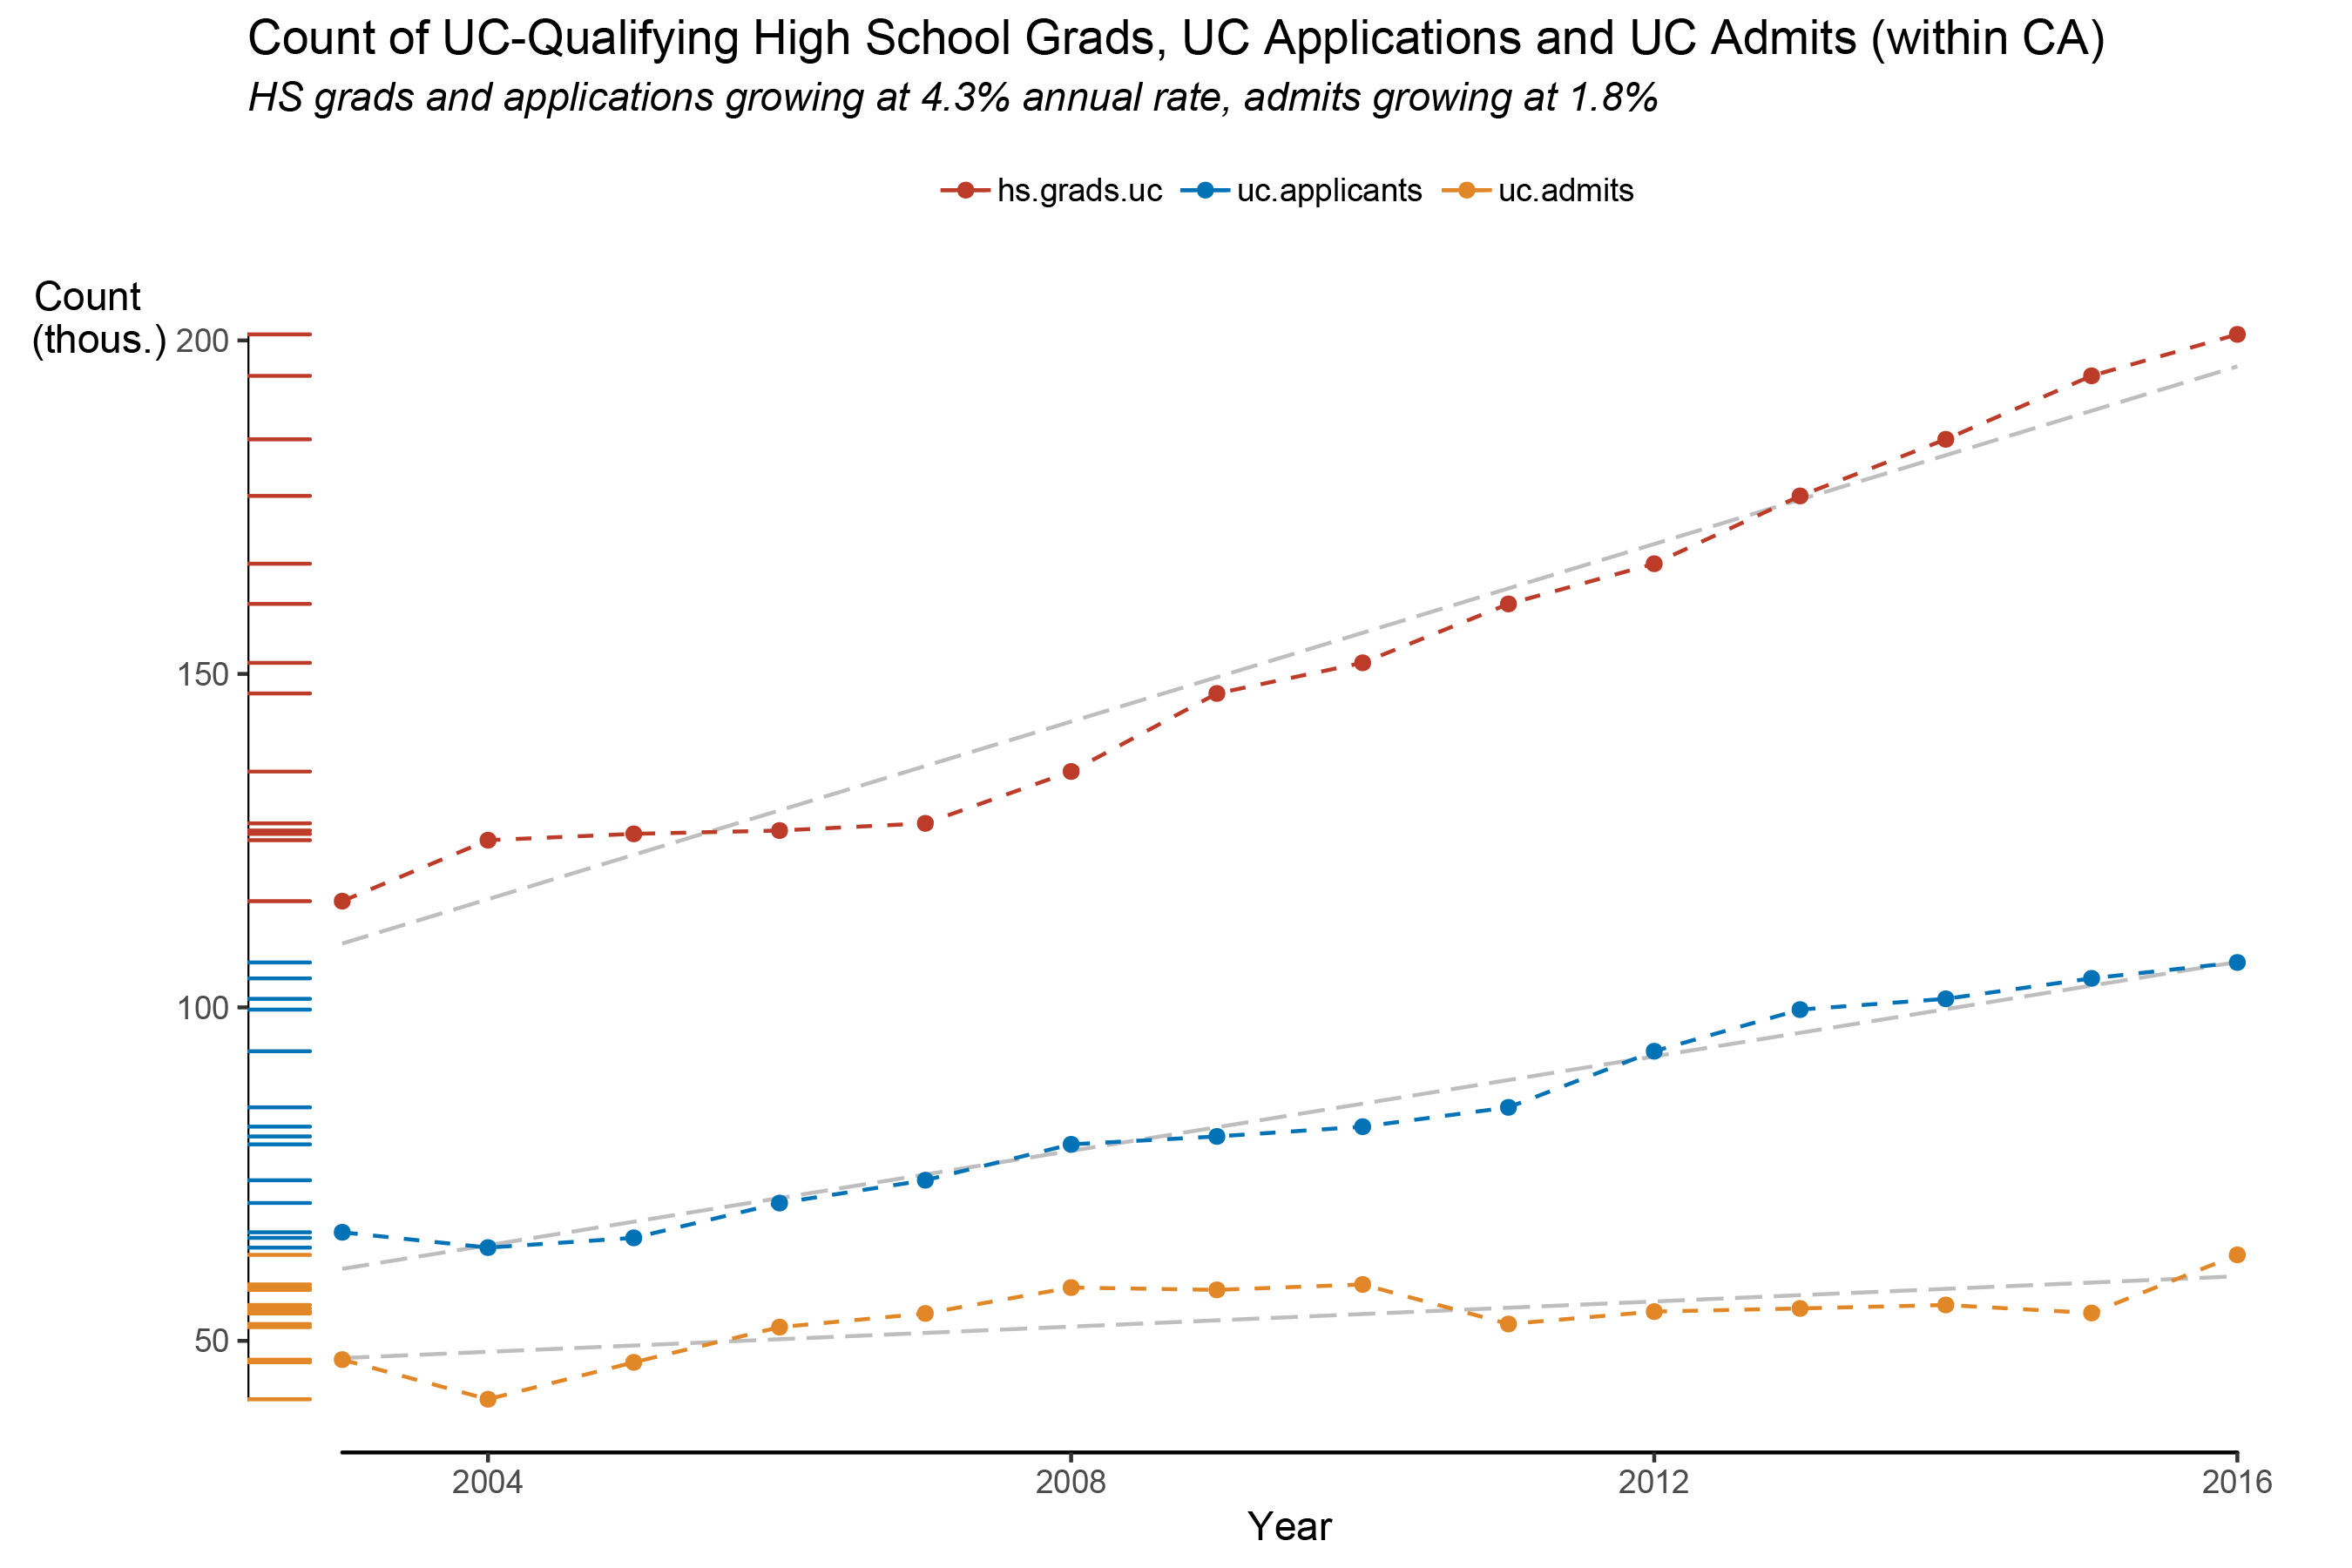 Count of UC-Qualifying High School Grads, UC Applications and UC Admits (within CA)
HS grads and applications growing at 4.3% annual rate, admits growing at 1.8%
hs.grads.uc uc.applicants uc.admits
Count
(thous.)
200
150
100
50
2004 2008 2012 2016
Year